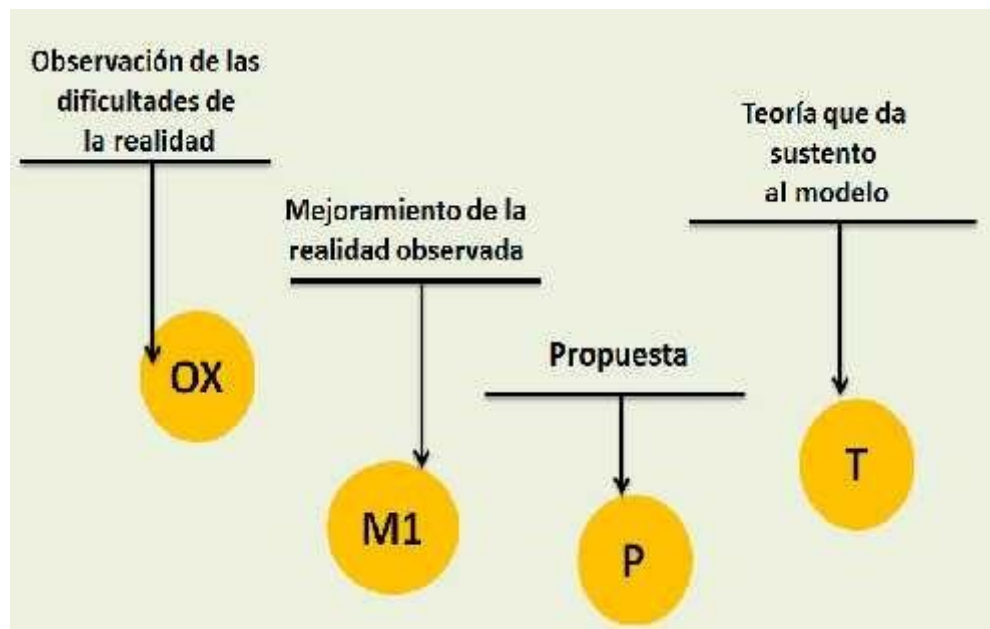 Observación de las
dificultades de
la realidad
OX
Mejoramiento de la
realidad observada
M1
Propuesta
P
Teoría que da
sustento
al modelo
T